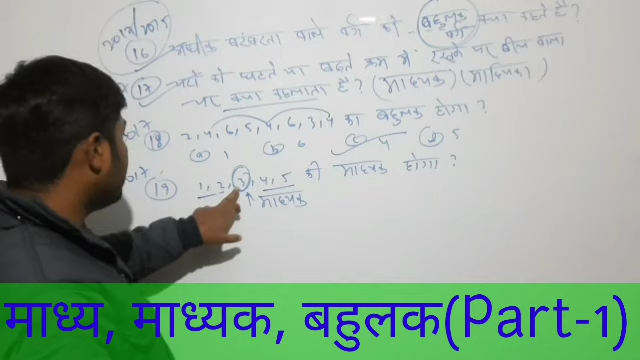 2014/2015
16 अधिक बारंबारता वाले वर्ग को बहुलक वर्ग क्या कहते हैं?
17 पदों को घटते या बढ़ते क्रम में रखने पर बीच वाला
पद क्या कहलाता है? (माध्यक) (माध्यिका)
18 2, 4, 6, 5, 4, 6, 3, 4 का बहुलक होगा?
(a) 1 (b) 6 (c) 4 (d) 5
19 1, 2, 3, 4, 5 की माध्यक होगा?
माध्यक
माध्य, माध्यक, बहुलक(Part-1)